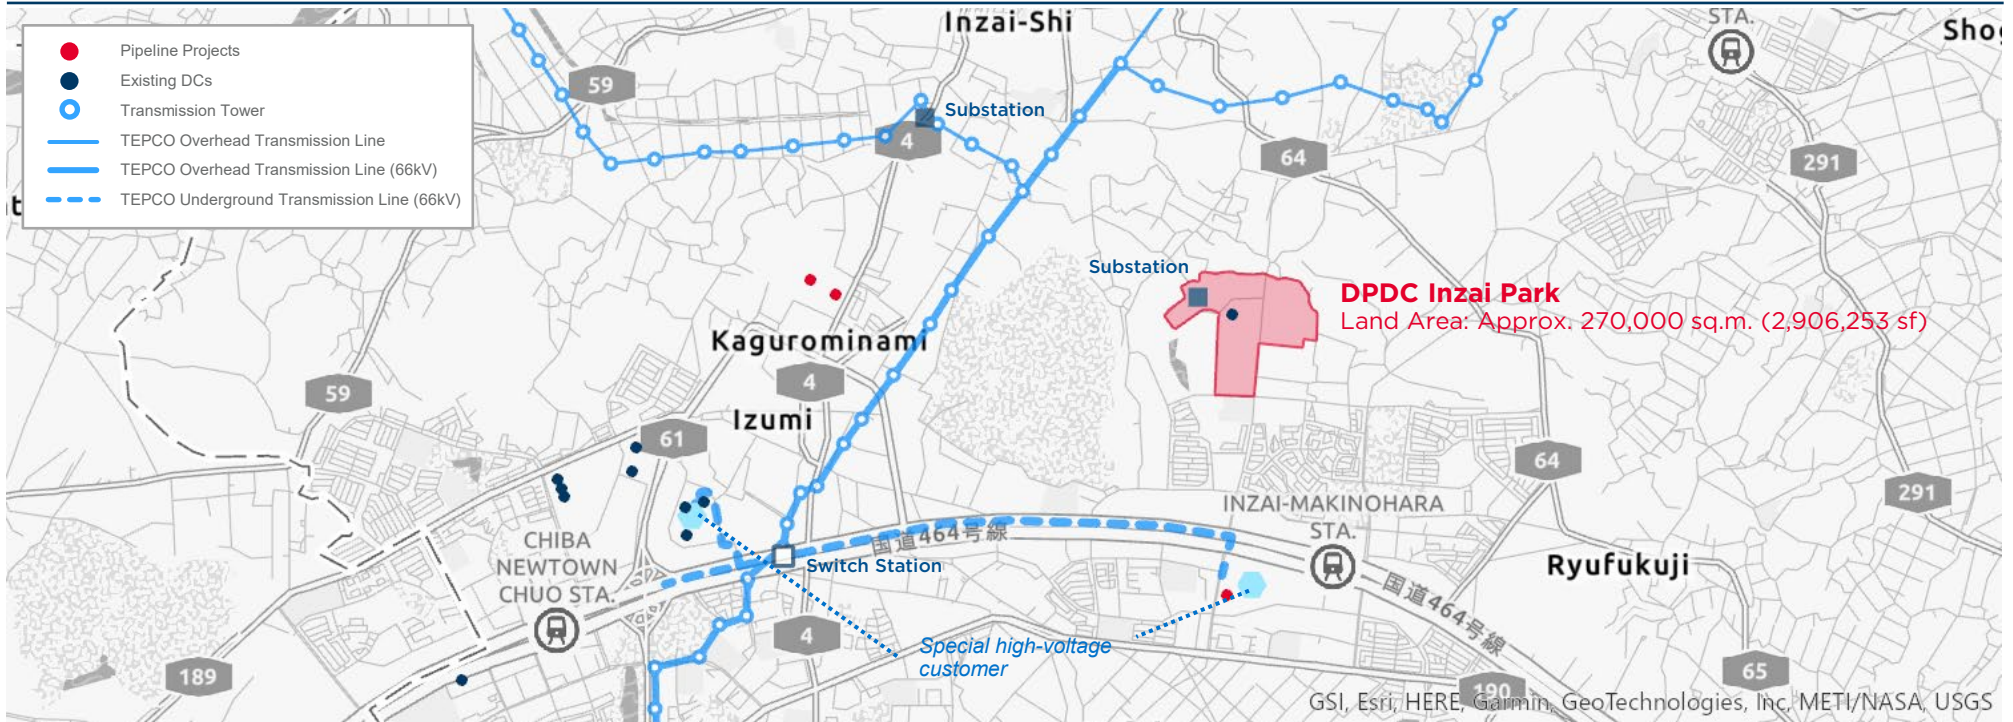 Pipeline Projects
Existing DCs
Transmission Tower
TEPCO Overhead Transmission Line
TEPCO Overhead Transmission Line (66kV)
TEPCO Underground Transmission Line (66kV)
Inzai-Shi
STA.
59
Substation
4
64
291
Substation
DPDC Inzai Park
Land Area: Approx. 270,000 sq.m. (2,906,253 sf)
Kagurominami
4
59
Izumi
61
64
291
INZAI-MAKINOHARA
STA.
CHIBA
NEWTOWN
CHUO STA.
国道464号線
Switch Station
Ryufukuji
国道464号線
4
Special high-voltage
customer
189
65
190
GSI, Esri, HERE, Garmin, GeoTechnologies, Inc, METI/NASA, USGS